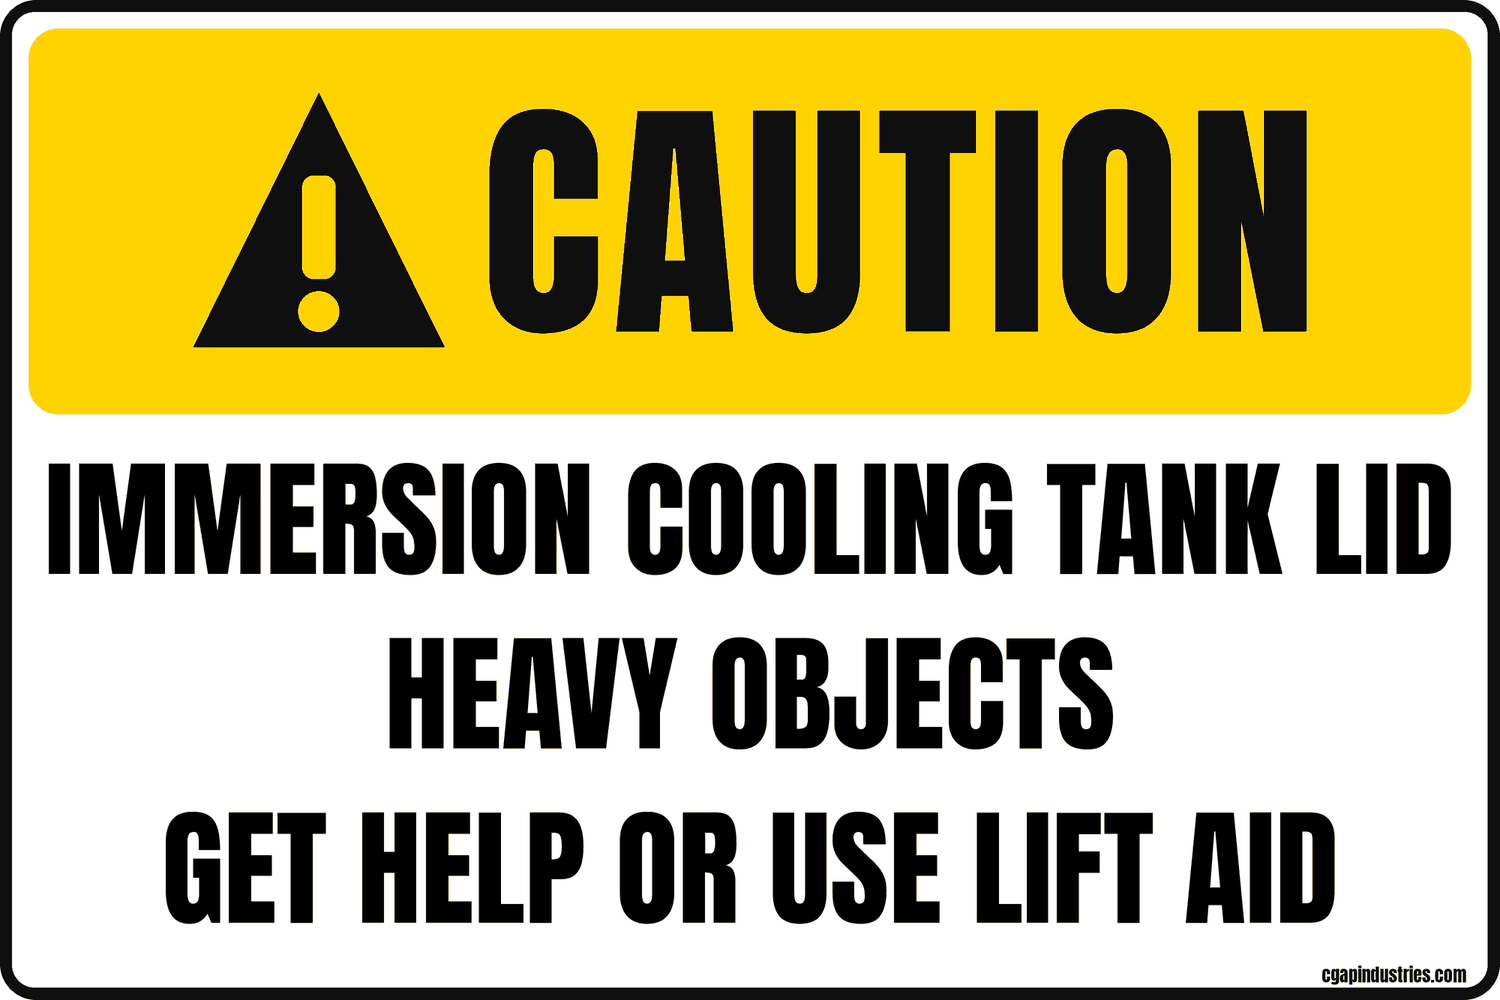 CAUTION
IMMERSION COOLING TANK LID
HEAVY OBJECTS
GET HELP OR USE LIFT AID
cgapindustries.com